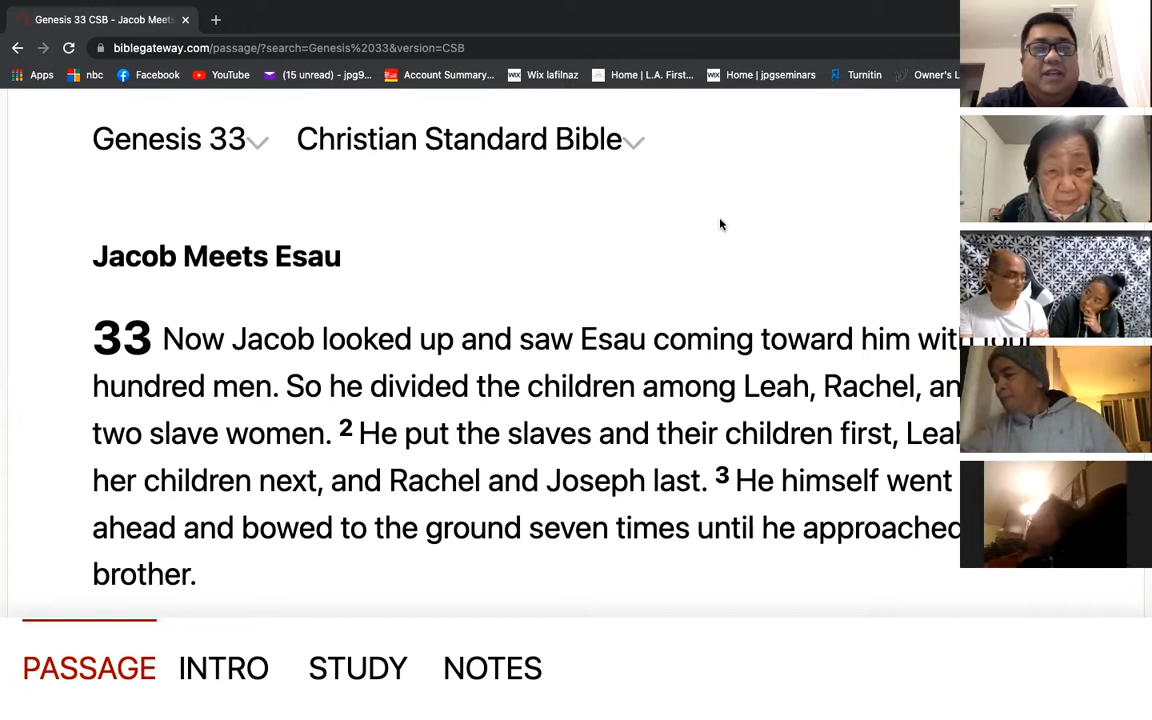 Genesis 33 CSB - Jacob Meets
biblegateway.com/passage/?search=Genesis%2033&version=CSB
Apps nbc Facebook YouTube (15 unread) - jpg9... Account Summary... Wix lafilnaz Home | L.A. First... Home | jpgseminars Turnitin Owner's L
Genesis 33 Christian Standard Bible
Jacob Meets Esau
33 Now Jacob looked up and saw Esau coming toward him with four
hundred men. So he divided the children among Leah, Rachel, an
two slave women. 2 He put the slaves and their children first, Leah
her children next, and Rachel and Joseph last. 3 He himself went
ahead and bowed to the ground seven times until he approached
brother.
PASSAGE INTRO STUDY NOTES